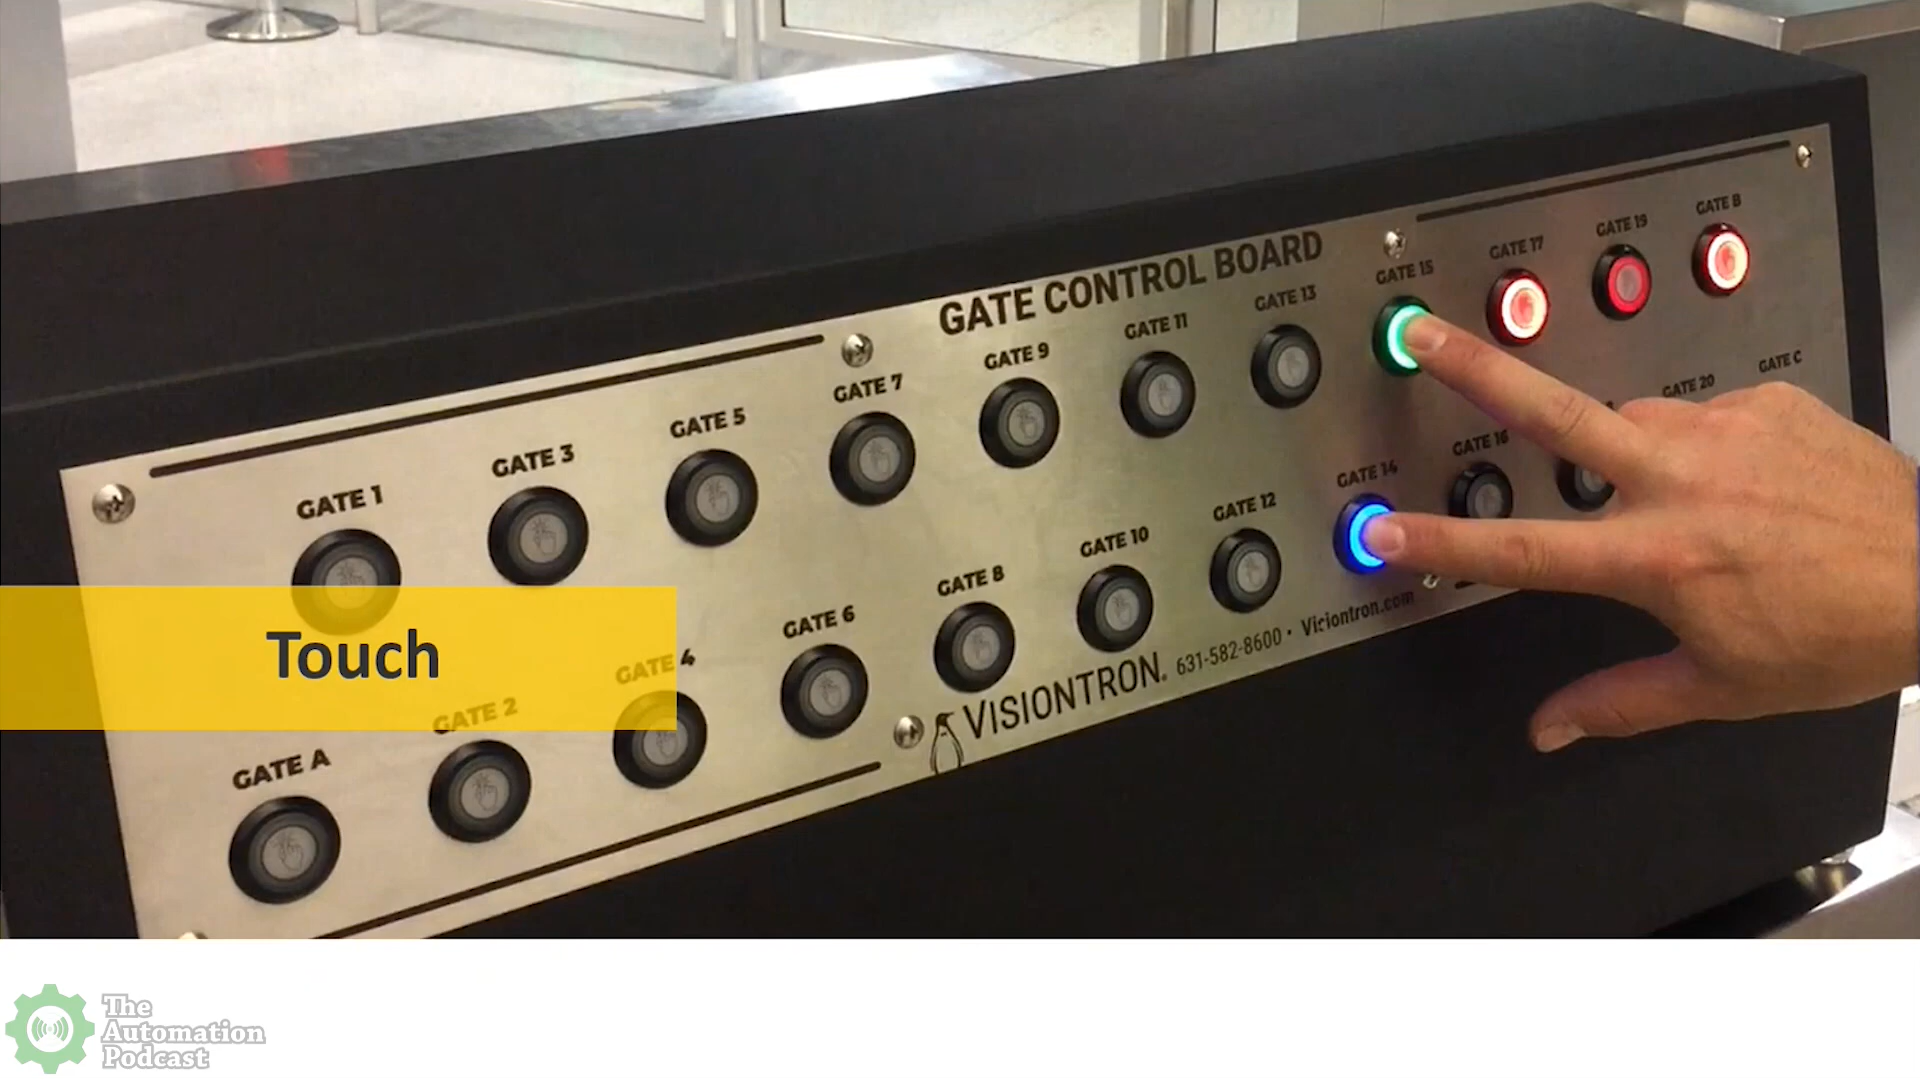 GATE CONTROL BOARD
GATE 1
GATE 3
GATE 5
GATE 7
GATE 9
GATE 11
GATE 13
GATE 15
GATE 17
GATE 19
GATE B
GATE A
GATE 2
GATE 4
GATE 6
GATE 8
GATE 10
GATE 12
GATE 14
GATE 16
GATE 20
GATE C
VISIONTRON. 631-582-8600 • Visiontron.com
Touch
The
Automation
Podcast